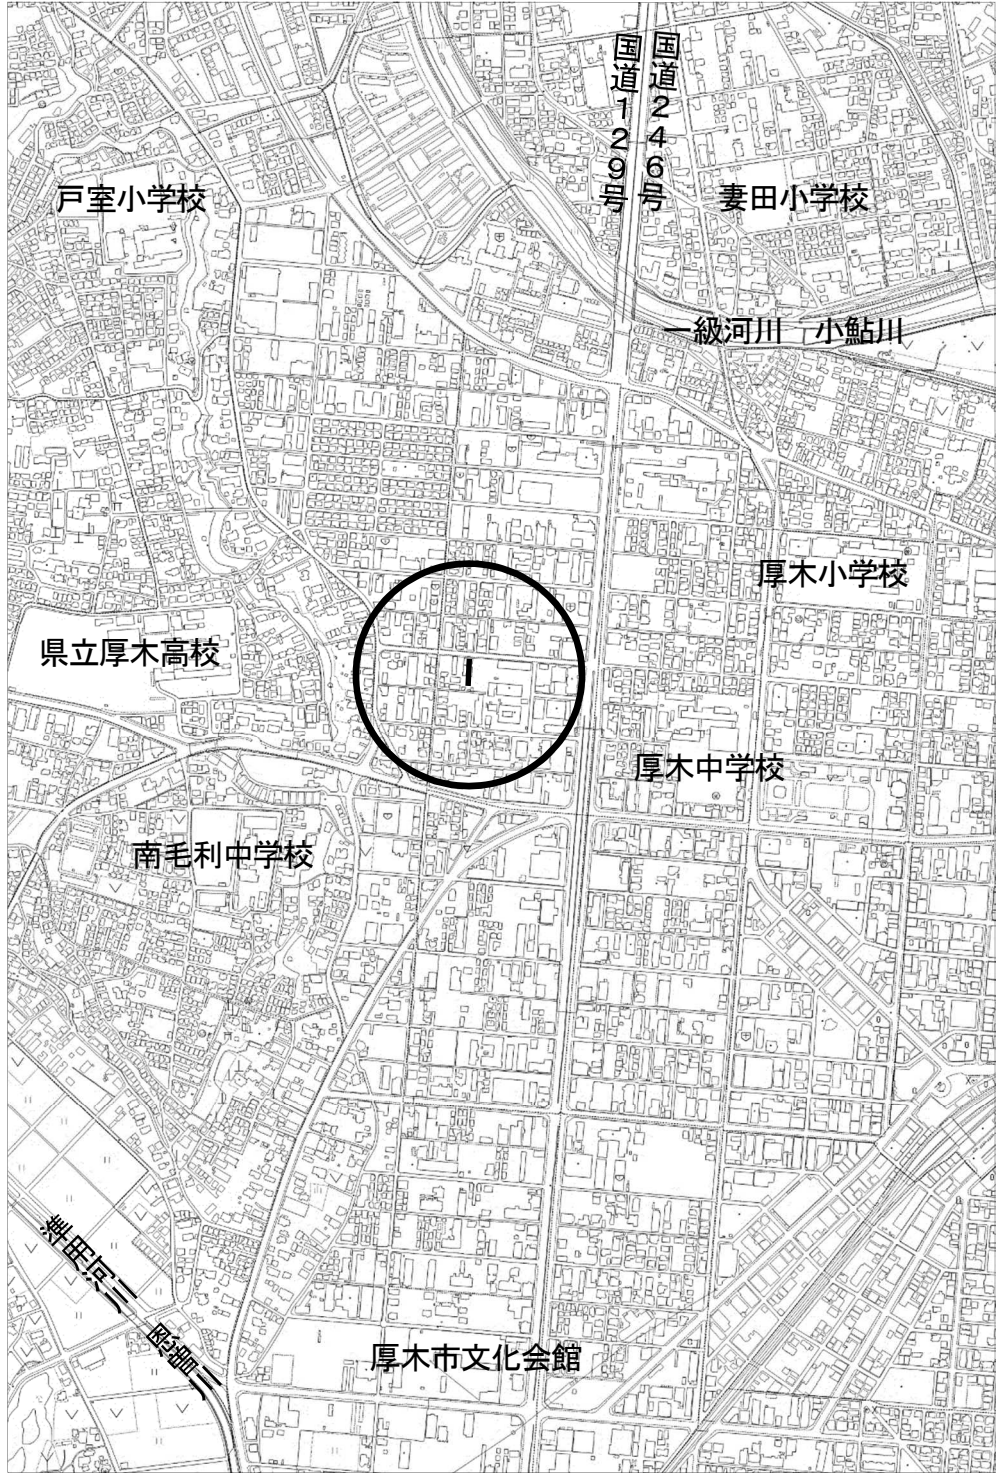 国道246号
国道129号
戸室小学校
妻田小学校
一級河川　小鮎川
厚木小学校
県立厚木高校
厚木中学校
南毛利中学校
準用河川
恩曽川
厚木市文化会館